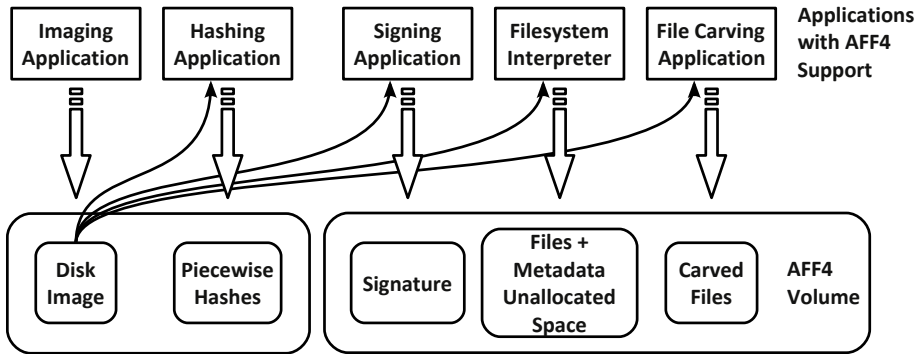 Imaging
Application
Hashing
Application
Signing
Application
Filesystem
Interpreter
File Carving
Application
Applications
with AFF4
Support
Disk
Image
Piecewise
Hashes
Signature
Files +
Metadata
Unallocated
Space
Carved
Files
AFF4
Volume